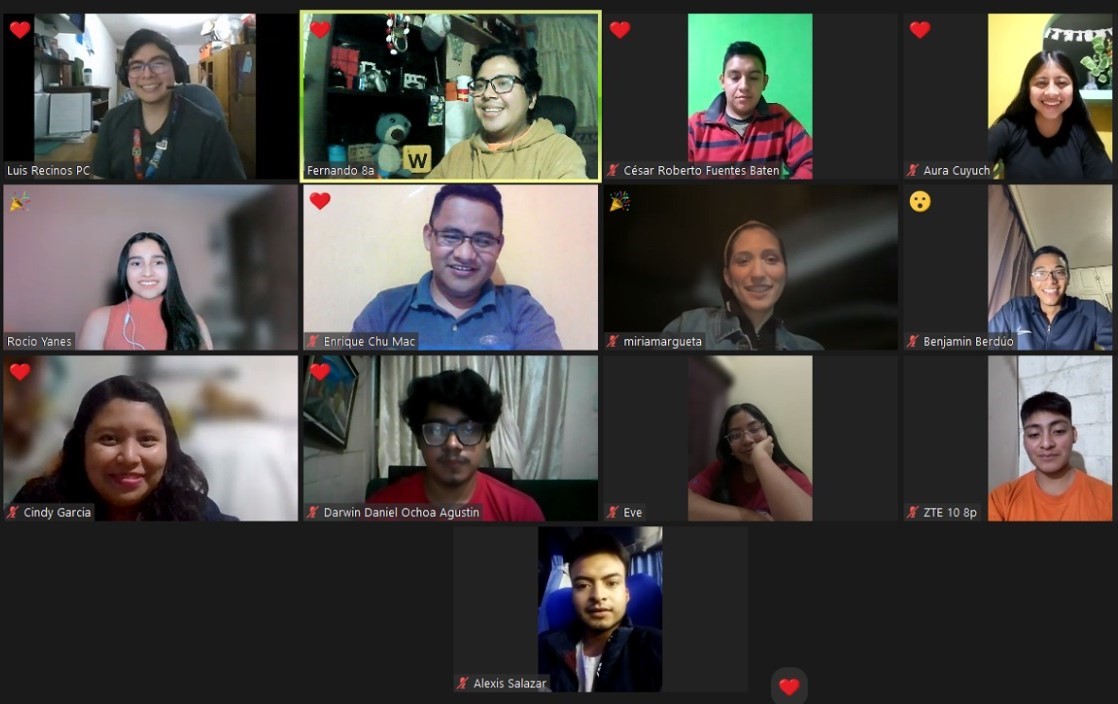 Luis Recinos PC
Fernando 8a
W
César Roberto Fuentes Baten
Aura Cuyuch
Rocio Yanes
Enrique Chu Mac
miriamargueta
Benjamin Berdúo
Cindy Garcia
Darwin Daniel Ochoa Agustin
Eve
ZTE 10 8p
Alexis Salazar